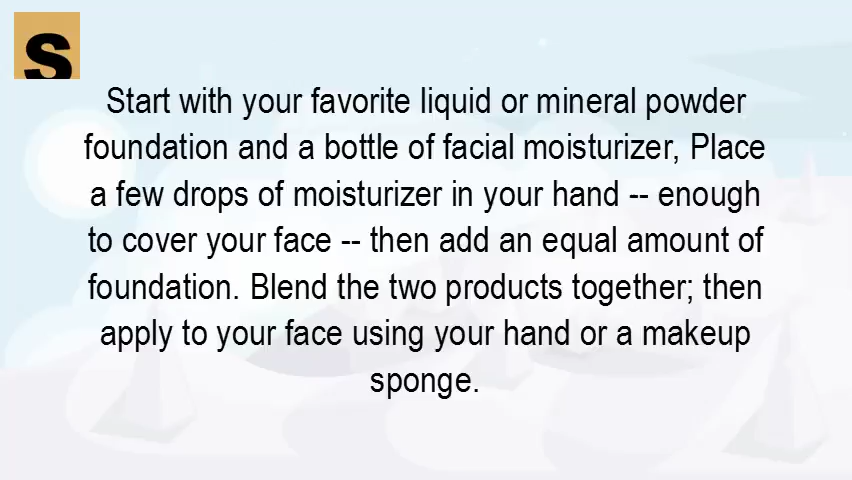 S
Start with your favorite liquid or mineral powder
foundation and a bottle of facial moisturizer, Place
a few drops of moisturizer in your hand -- enough
to cover your face -- then add an equal amount of
foundation. Blend the two products together; then
apply to your face using your hand or a makeup
sponge.